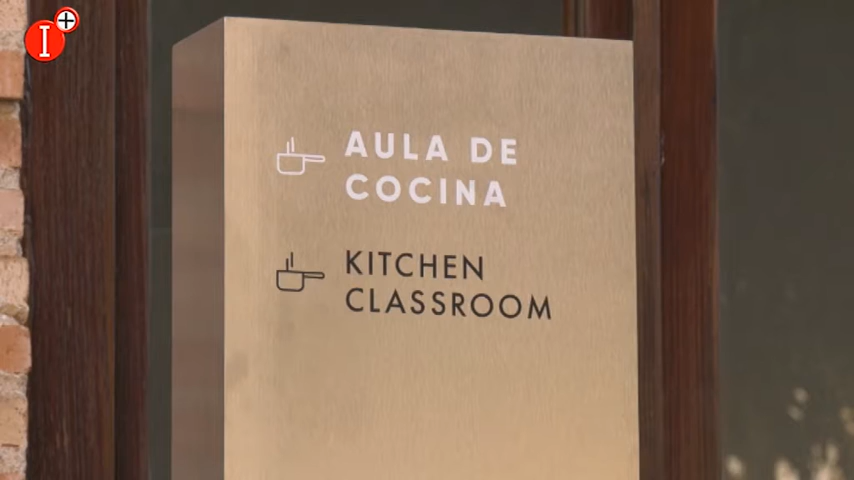 I+
AULA DE
COCINA
KITCHEN
CLASSROOM